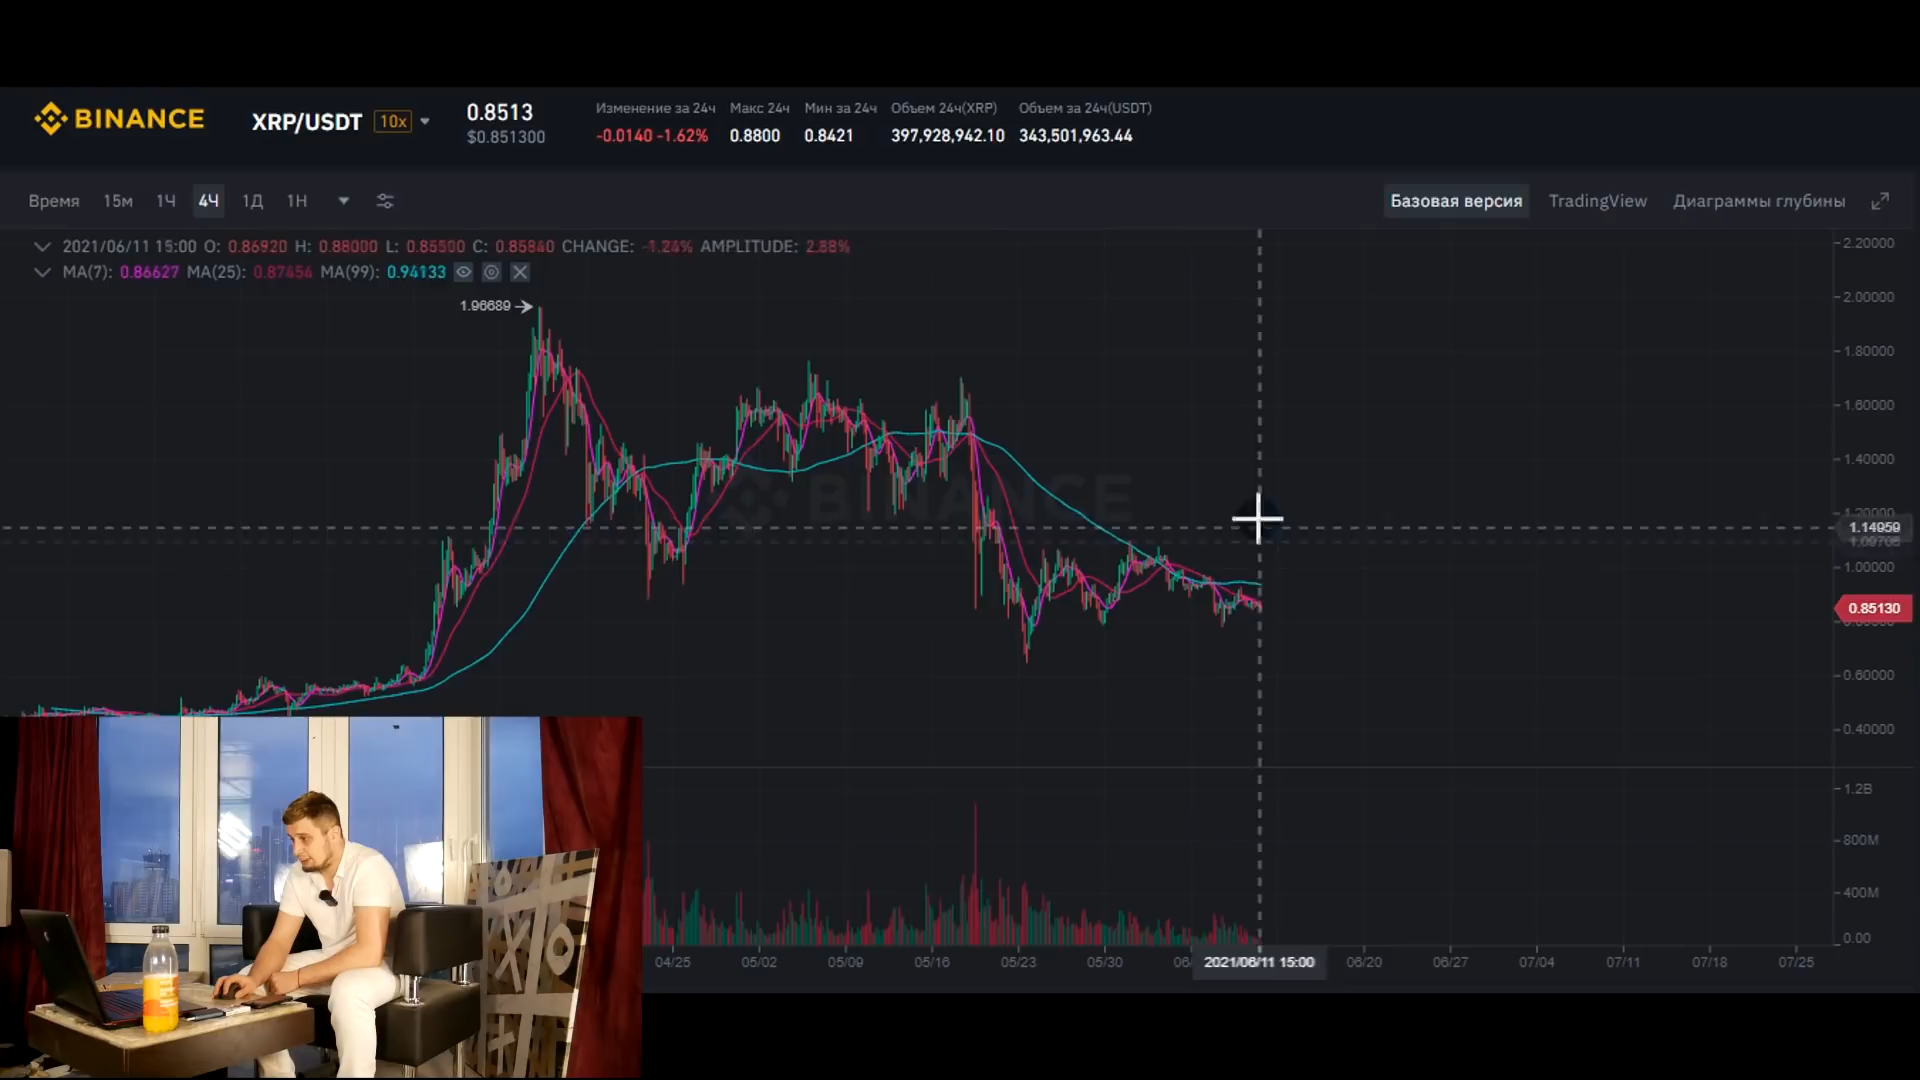 BINANCE
XRP/USDT 10x
0.8513
$0.851300
Изменение за 24ч Макс 24ч Мин за 24ч Объем 24ч(XRP) Объем за 24ч(USDT)
-0.0140 -1.62% 0.8800 0.8421 397,928,942.10 343,501,963.44
Время 15м 1Ч 4Ч 1Д 1Н
Базовая версия TradingView Диаграммы глубины
2021/06/11 15:00 O: 0.86920 H: 0.88000 L: 0.85500 C: 0.85840 CHANGE: -1.24% AMPLITUDE: 2.88%
MA(7): 0.86627 MA(25): 0.87454 MA(99): 0.94133
1.96689
2.20000
2.00000
1.80000
1.60000
1.40000
BINANCE
1.20000
1.14959
1.00000
0.85130
0.60000
0.40000
1.2B
800M
400M
0.00
04/25 05/02 05/09 05/16 05/23 05/30 2021/06/11 15:00 06/20 06/27 07/04 07/11 07/18 07/25